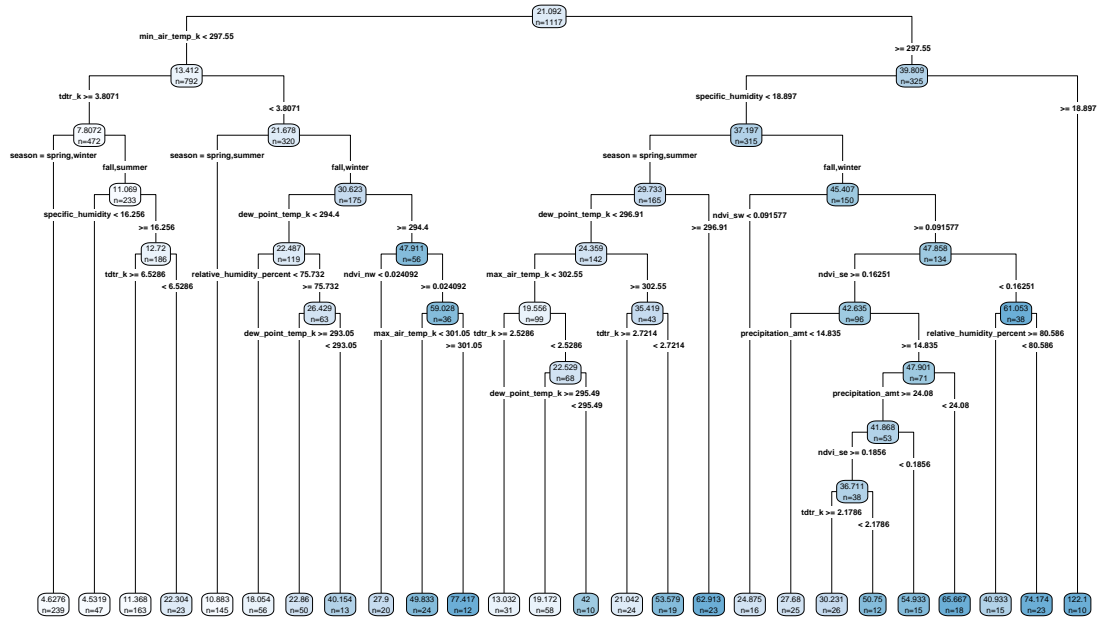 21.092
n=1117
min_air_temp_k < 297.55
>= 297.55
13.412
n=792
39.809
n=325
tdtr_k >= 3.8071
< 3.8071
specific_humidity < 18.897
>= 18.897
7.8072
n=472
21.678
n=320
37.197
n=315
season = spring,winter
fall,summer
season = spring,summer
fall,winter
season = spring,summer
fall,winter
11.069
n=233
30.623
n=175
29.733
n=165
45.407
n=150
specific_humidity < 16.256
>= 16.256
dew_point_temp_k < 294.4
>= 294.4
dew_point_temp_k < 296.91
>= 296.91
ndvi_sw < 0.091577
>= 0.091577
12.72
n=186
22.487
n=119
47.911
n=56
24.359
n=142
47.858
n=134
tdtr_k >= 6.5286
< 6.5286
relative_humidity_percent < 75.732
>= 75.732
ndvi_nw < 0.024092
>= 0.024092
max_air_temp_k < 302.55
>= 302.55
ndvi_se >= 0.16251
< 0.16251
26.429
n=63
59.028
n=36
19.556
n=99
35.419
n=43
42.635
n=96
61.053
n=38
dew_point_temp_k >= 293.05
< 293.05
max_air_temp_k < 301.05
>= 301.05
tdtr_k >= 2.5286
< 2.5286
tdtr_k >= 2.7214
< 2.7214
precipitation_amt < 14.835
>= 14.835
relative_humidity_percent >= 80.586
< 80.586
22.529
n=68
47.901
n=71
dew_point_temp_k >= 295.49
< 295.49
precipitation_amt >= 24.08
< 24.08
41.868
n=53
ndvi_se >= 0.1856
< 0.1856
36.711
n=38
tdtr_k >= 2.1786
< 2.1786
4.6276 4.5319 11.368 22.304 10.883 18.054 22.86 40.154 27.9 49.833 77.417 13.032 19.172 42 21.042 53.579 62.913 24.875 27.68 30.231 50.75 54.933 65.667 40.933 74.174 122.1
n=239 n=47 n=163 n=23 n=145 n=56 n=50 n=13 n=20 n=24 n=12 n=31 n=58 n=10 n=24 n=19 n=23 n=16 n=25 n=26 n=12 n=15 n=18 n=15 n=23 n=10